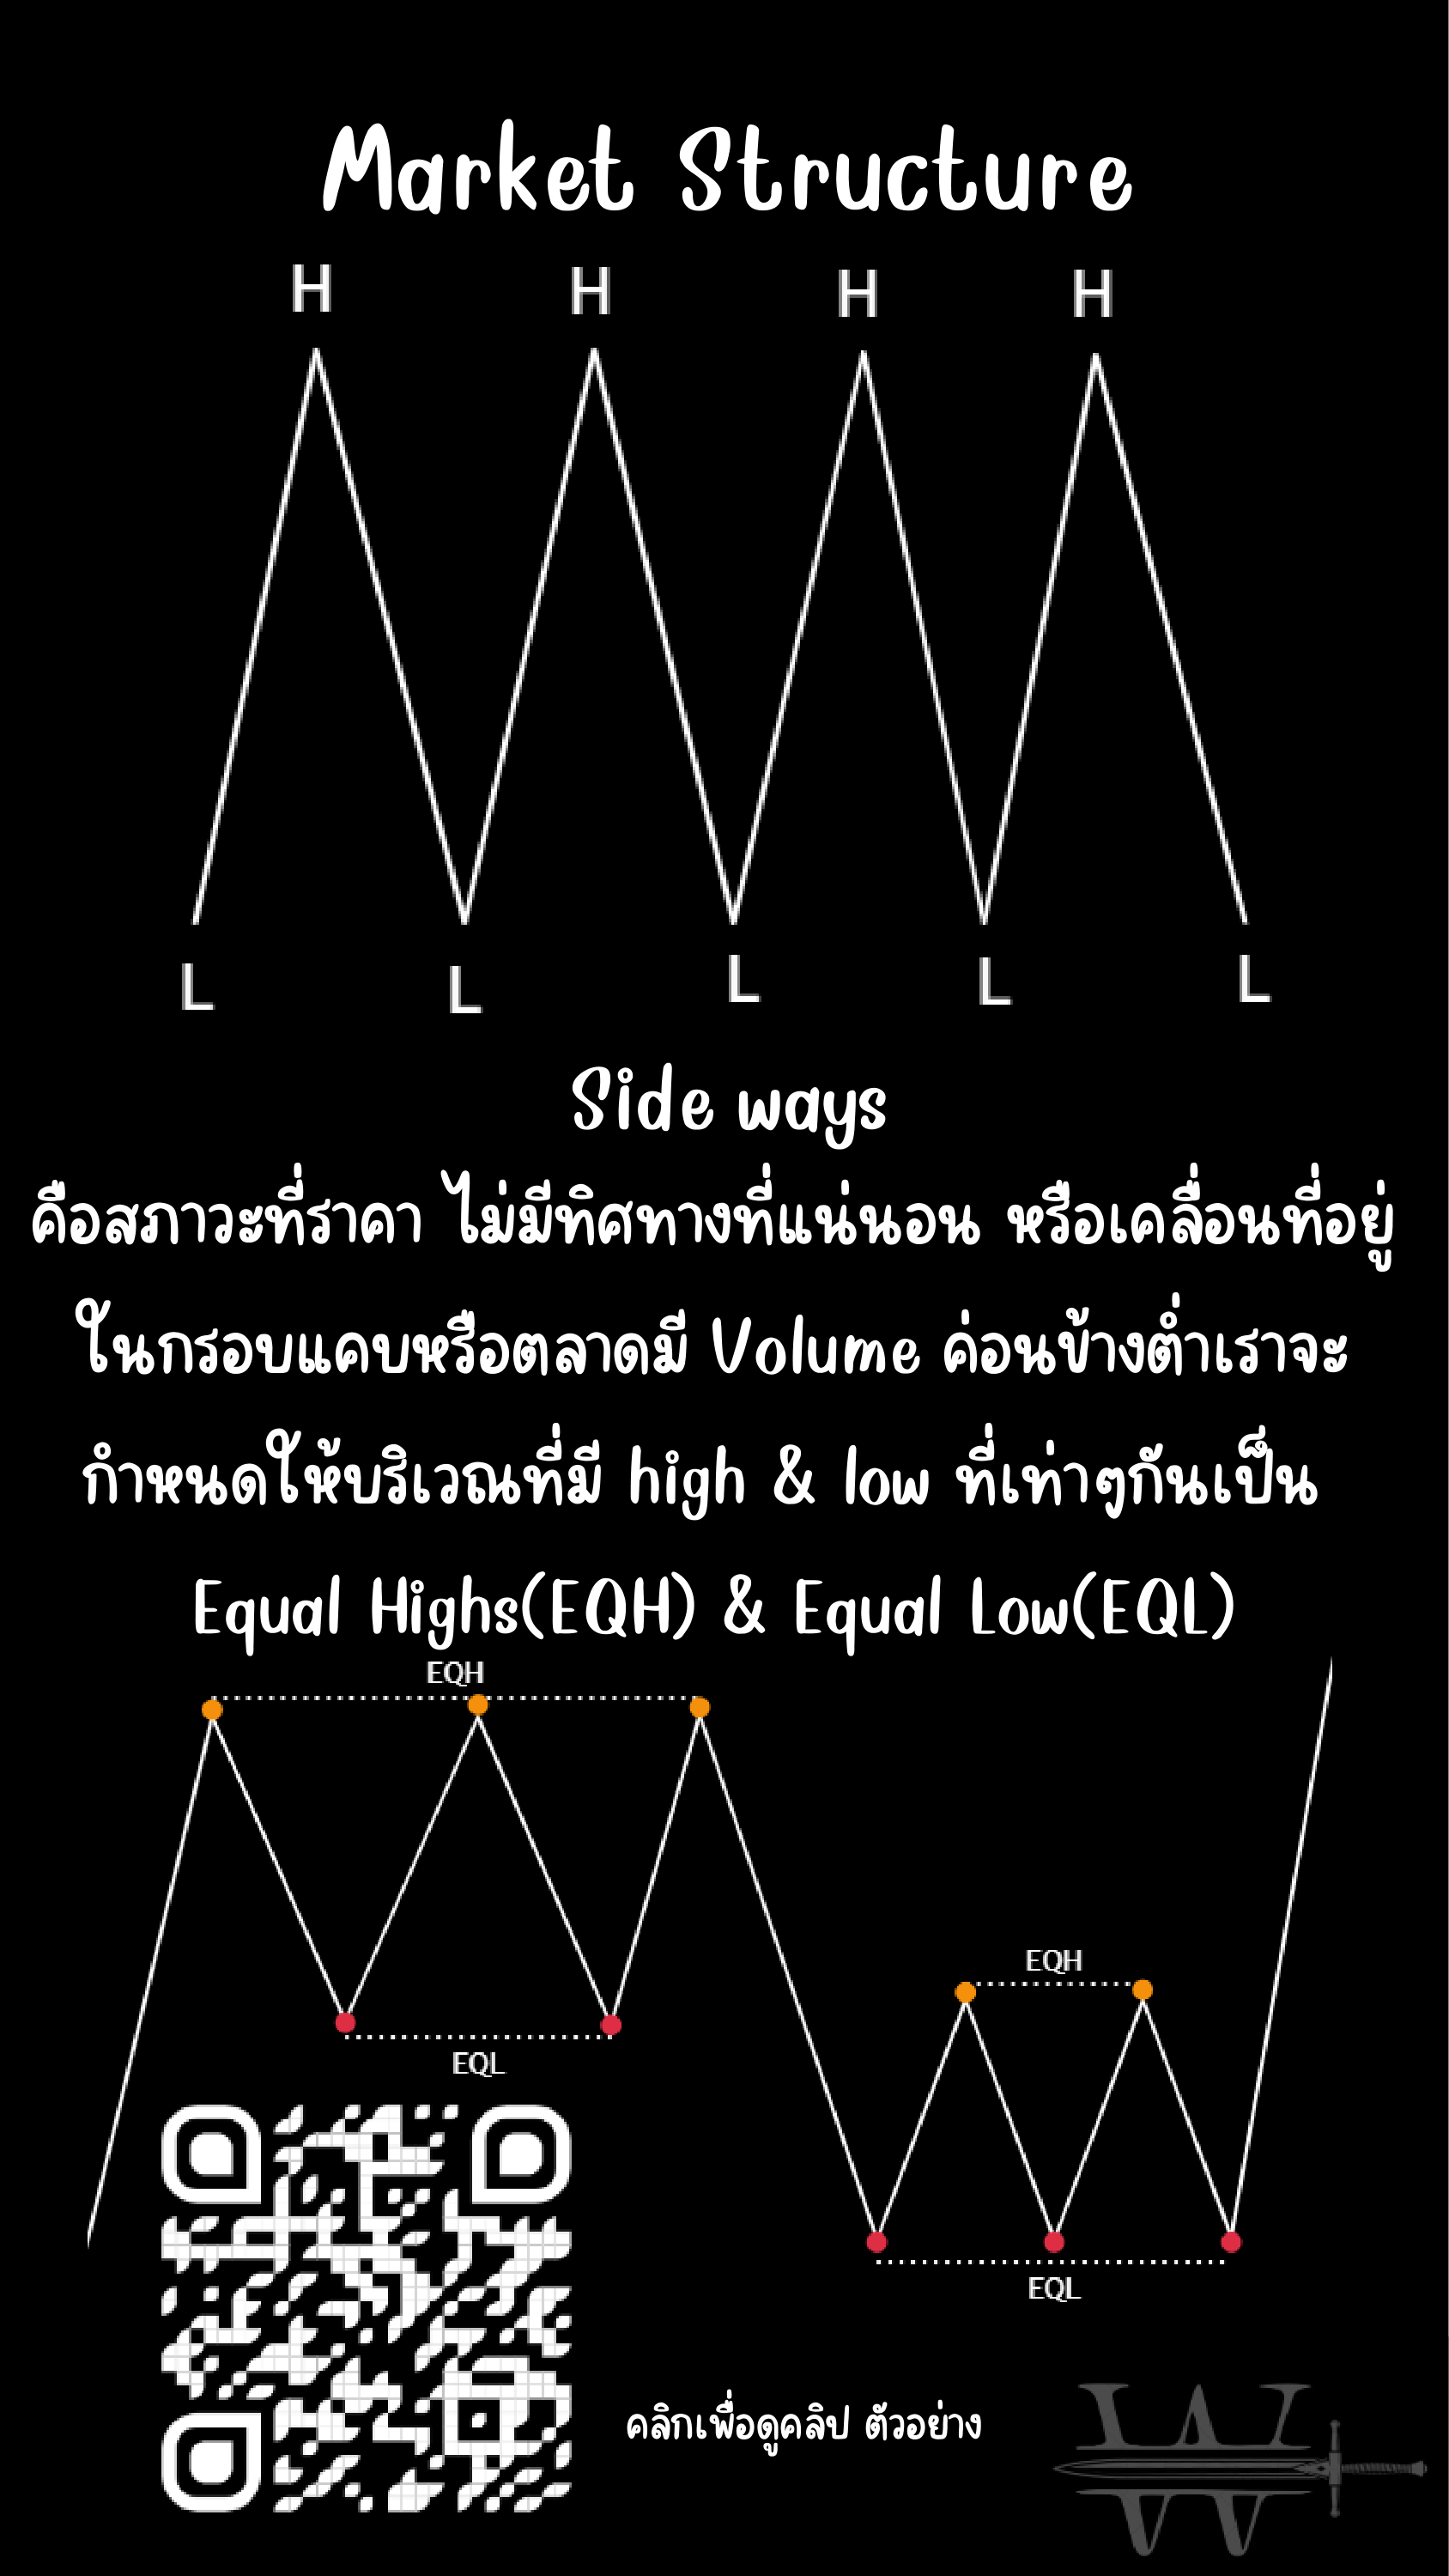 Market Structure
H H H H
L L L L L
Side ways
คือสภาวะที่ราคา ไม่มีทิศทางที่แน่นอน หรือเคลื่อนที่อยู่
ในกรอบแคบหรือตลาดมี Volume ค่อนข้างต่ำเราจะ
กำหนดให้บริเวณที่มี high & low ที่เท่าๆกันเป็น
Equal Highs(EQH) & Equal Low(EQL)
EQH
EQH
EQL
EQL
คลิกเพื่อดูคลิป ตัวอย่าง
W